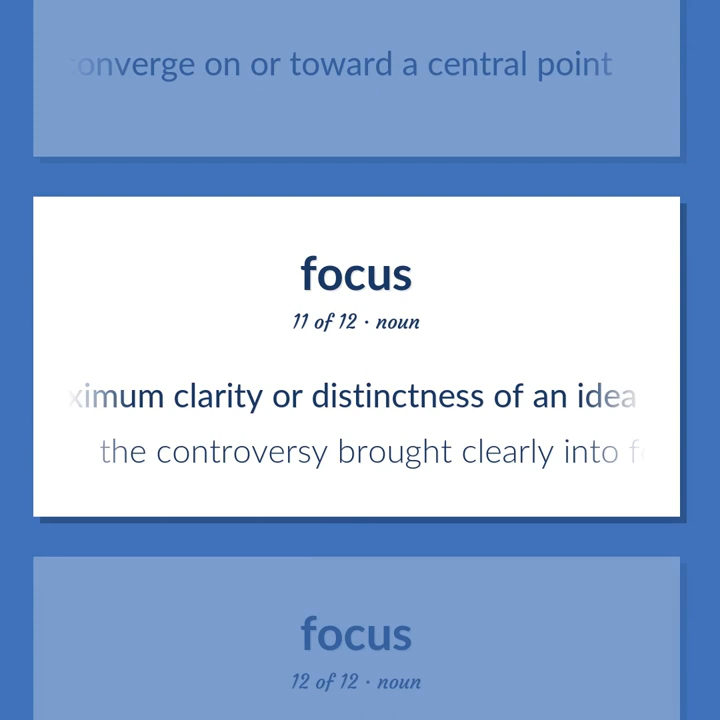 onverge on or toward a central point
focus
11 of 12 · noun
ximum clarity or distinctness of an idea
the controversy brought clearly into f
focus
12 of 12 · noun